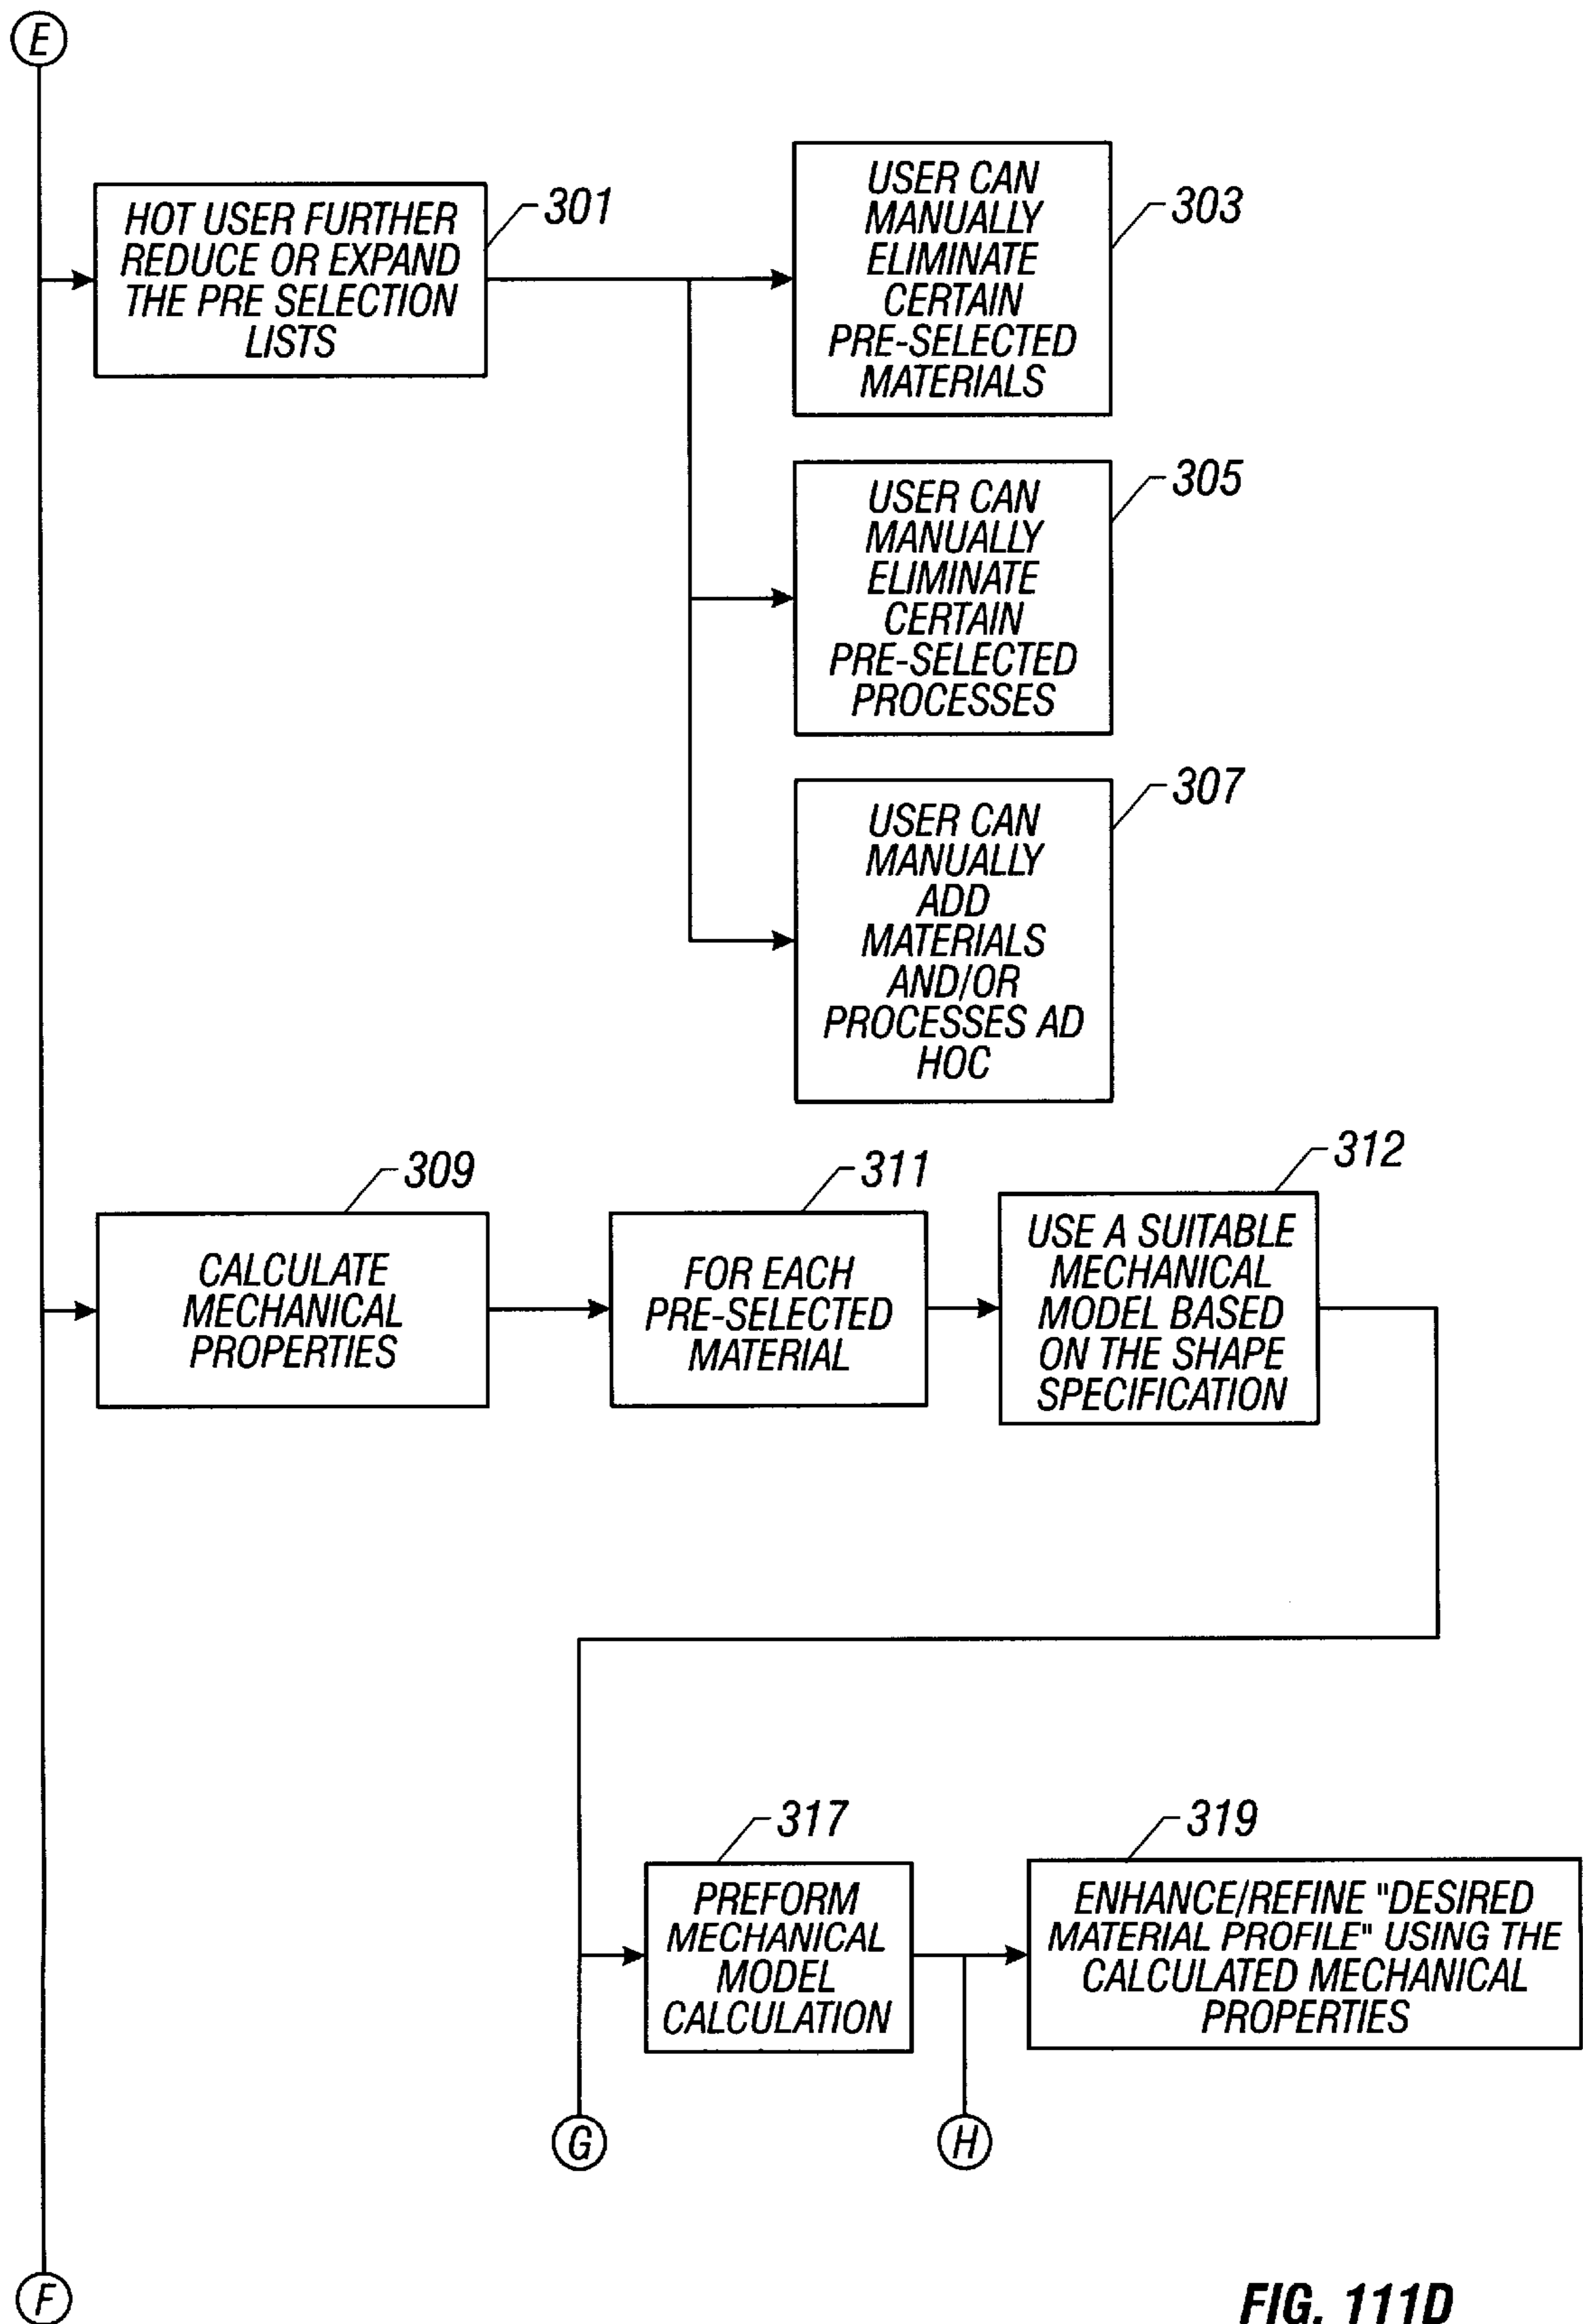 E
HOT USER FURTHER
REDUCE OR EXPAND
THE PRE SELECTION
LISTS
301
USER CAN
MANUALLY
ELIMINATE
CERTAIN
PRE-SELECTED
MATERIALS
303
USER CAN
MANUALLY
ELIMINATE
CERTAIN
PRE-SELECTED
PROCESSES
305
USER CAN
MANUALLY
ADD
MATERIALS
AND/OR
PROCESSES AD
HOC
307
309
CALCULATE
MECHANICAL
PROPERTIES
311
FOR EACH
PRE-SELECTED
MATERIAL
312
USE A SUITABLE
MECHANICAL
MODEL BASED
ON THE SHAPE
SPECIFICATION
317
PREFORM
MECHANICAL
MODEL
CALCULATION
319
ENHANCE/REFINE "DESIRED
MATERIAL PROFILE" USING THE
CALCULATED MECHANICAL
PROPERTIES
G
H
F
FIG. 111D